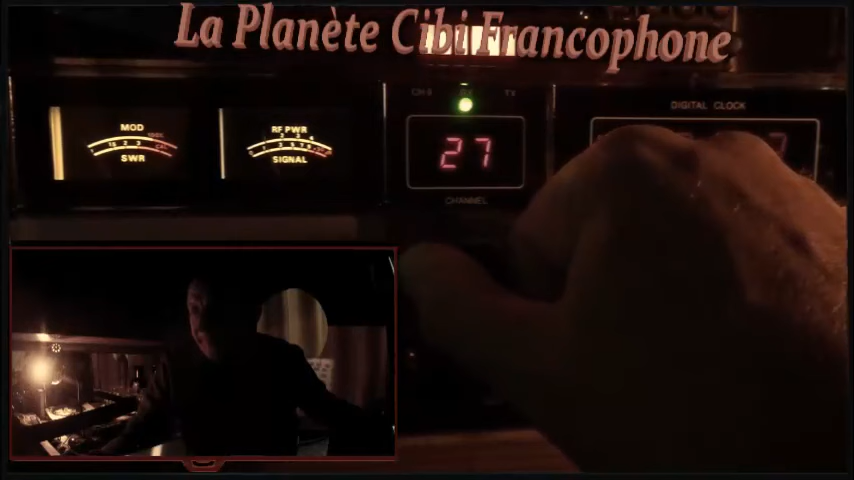 La Planète Cibi Francophone
CH 9 TX
DIGITAL CLOCK
MOD
RF PWR
SWR
SIGNAL
27
CHANNEL